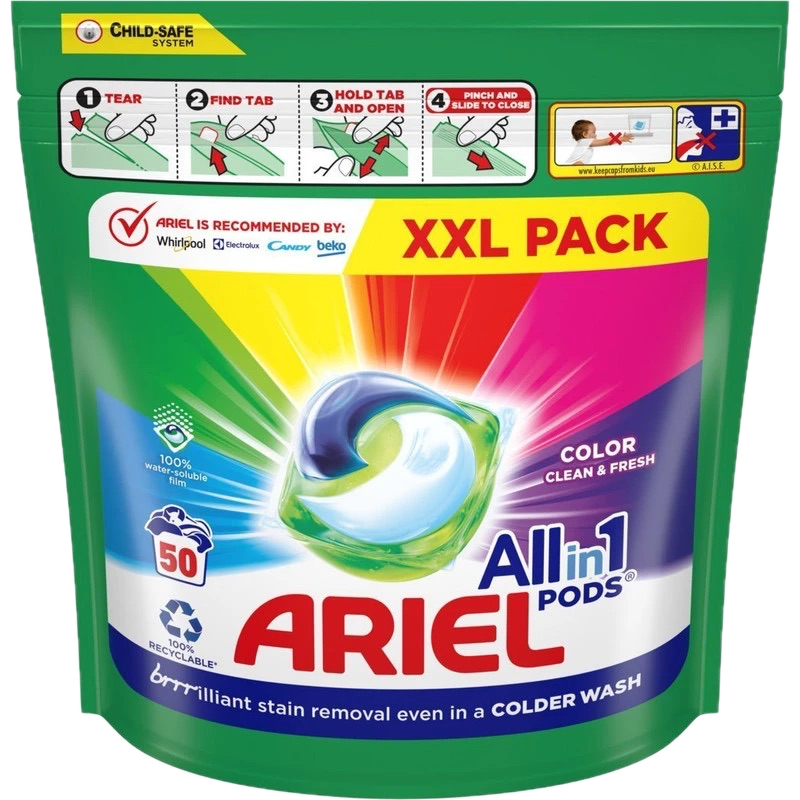 CHILD-SAFE
SYSTEM
1 TEAR
2 FIND TAB
3 HOLD TAB
AND OPEN
4 PINCH AND
SLIDE TO CLOSE
www.keepcapsfromkids.eu
© A.I.S.E.
ARIEL IS RECOMMENDED BY:
Whirlpool Electrolux CANDY beko
XXL PACK
100%
water-soluble
film
COLOR
CLEAN & FRESH
50
All in 1
PODS®
ARIEL
100%
RECYCLABLE*
brrrilliant stain removal even in a COLDER WASH